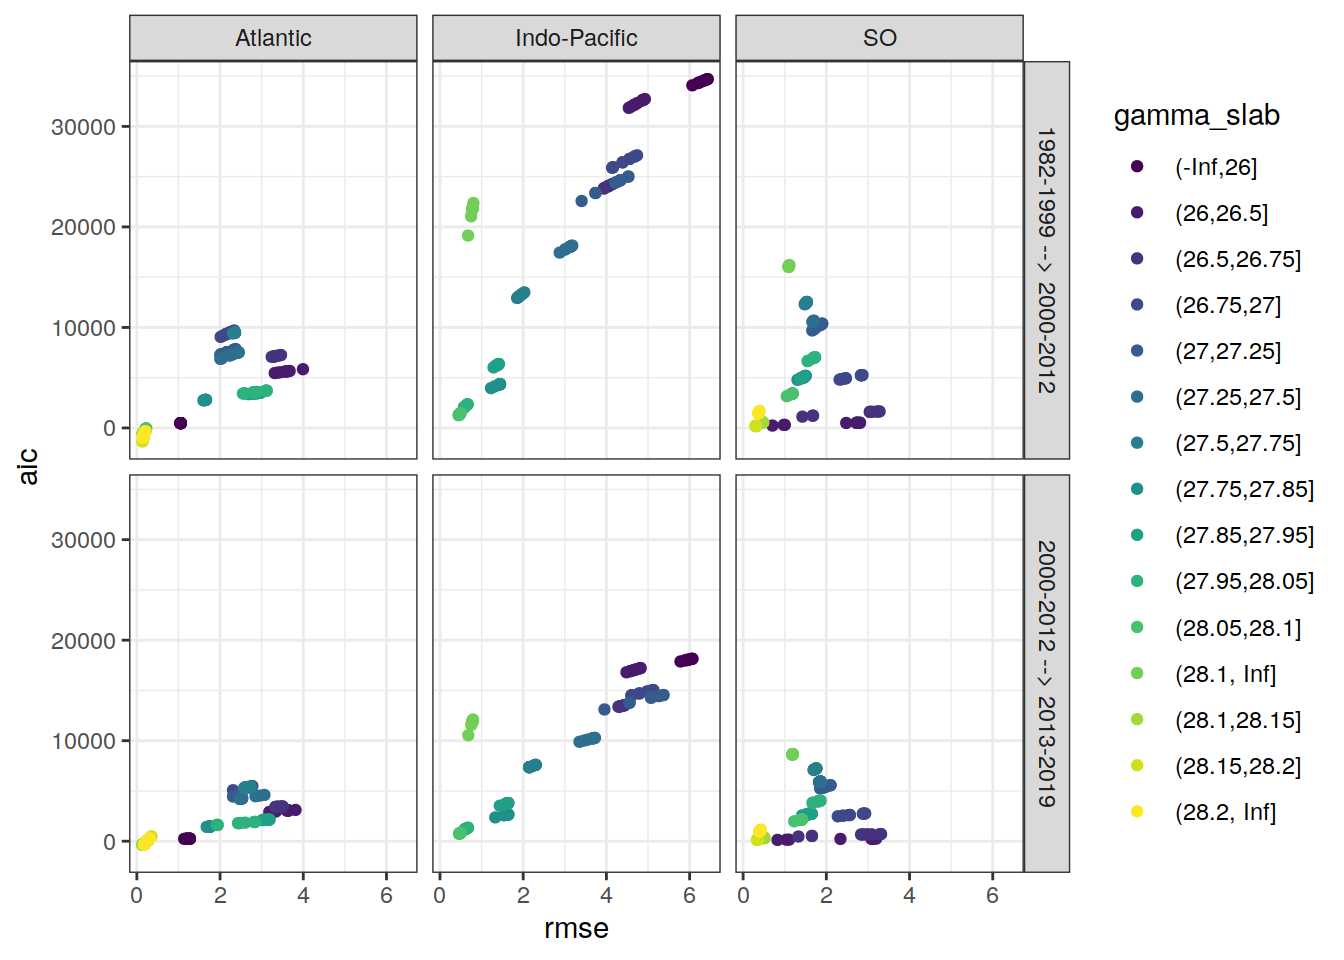 Atlantic
Indo-Pacific
SO
30000
20000
10000
0
1982-1999 --> 2000-2012
30000
20000
10000
0
2000-2012 --> 2013-2019
0
2
4
6
0
2
4
6
0
2
4
6
rmse
aic
gamma_slab
(-Inf,26]
(26,26.5]
(26.5,26.75]
(26.75,27]
(27,27.25]
(27.25,27.5]
(27.5,27.75]
(27.75,27.85]
(27.85,27.95]
(27.95,28.05]
(28.05,28.1]
(28.1, Inf]
(28.1,28.15]
(28.15,28.2]
(28.2, Inf]